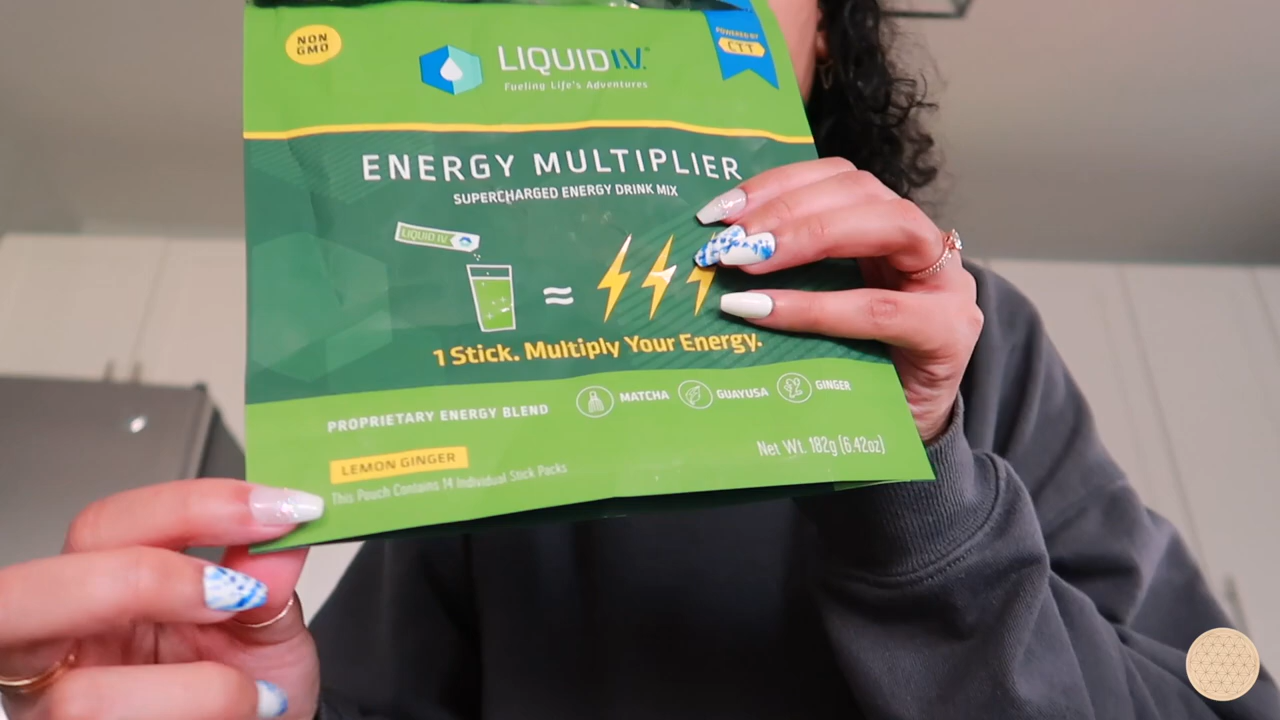 NON
GMO
LIQUID I.V.
Fueling Life's Adventures
POWERED BY
CTT
ENERGY MULTIPLIER
SUPERCHARGED ENERGY DRINK MIX
LIQUID I.V.
≈
1 Stick. Multiply Your Energy.
PROPRIETARY ENERGY BLEND
MATCHA
GUAYUSA
GINGER
LEMON GINGER
Net Wt. 182g (6.42oz)
This Pouch Contains 14 Individual Stick Packs